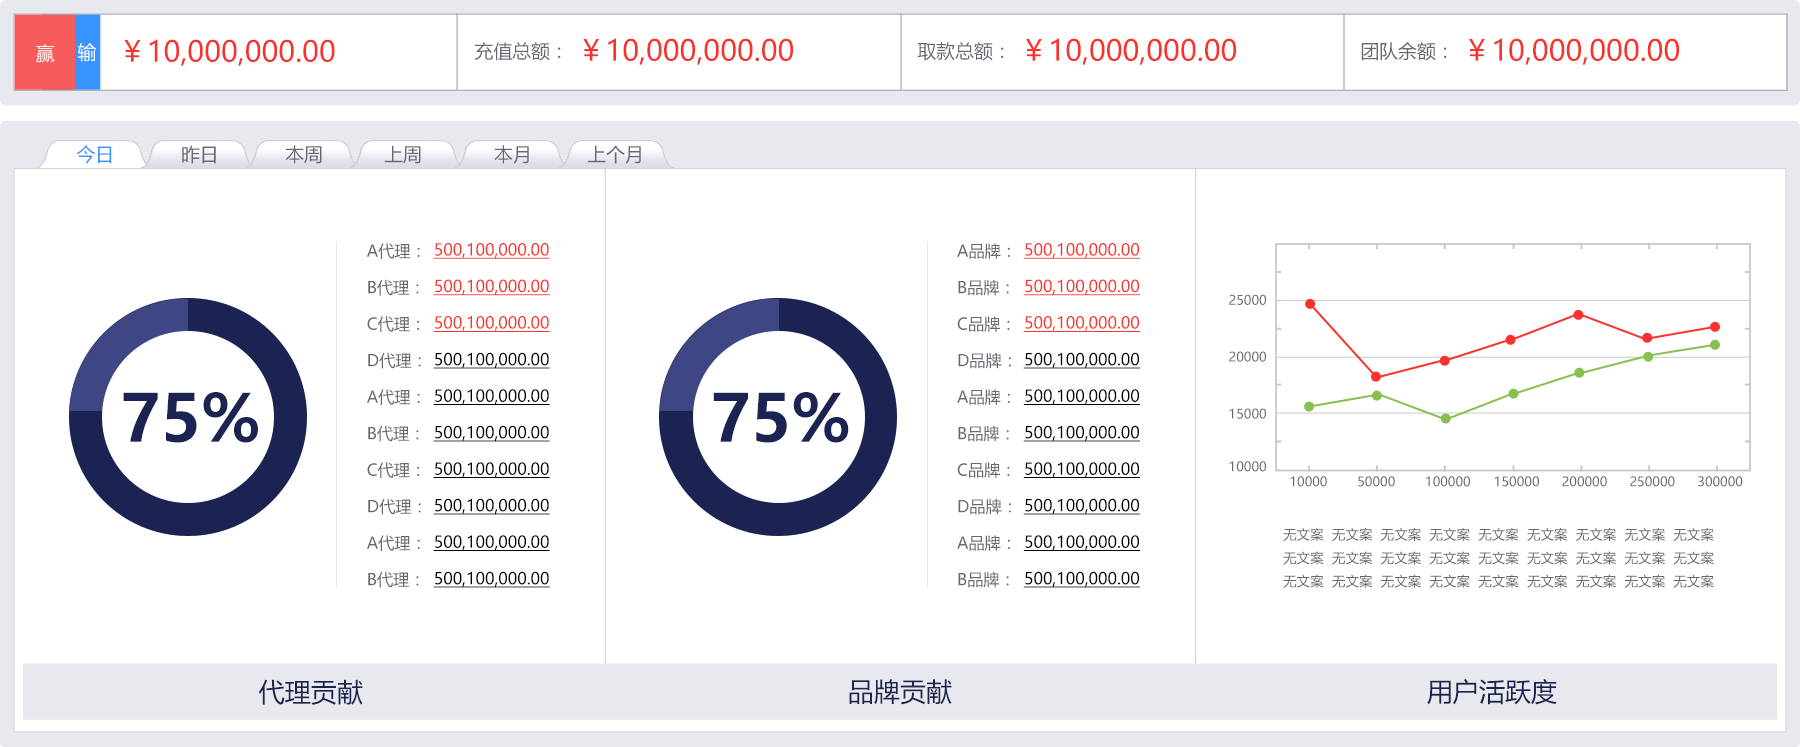 赢 输 ¥ 10,000,000.00 充值总额： ¥ 10,000,000.00 取款总额： ¥ 10,000,000.00 团队余额： ¥ 10,000,000.00
今日 昨日 本周 上周 本月 上个月
75%
A代理： 500,100,000.00
B代理： 500,100,000.00
C代理： 500,100,000.00
D代理： 500,100,000.00
A代理： 500,100,000.00
B代理： 500,100,000.00
C代理： 500,100,000.00
D代理： 500,100,000.00
A代理： 500,100,000.00
B代理： 500,100,000.00
代理贡献
75%
A品牌： 500,100,000.00
B品牌： 500,100,000.00
C品牌： 500,100,000.00
D品牌： 500,100,000.00
A品牌： 500,100,000.00
B品牌： 500,100,000.00
C品牌： 500,100,000.00
D品牌： 500,100,000.00
A品牌： 500,100,000.00
B品牌： 500,100,000.00
品牌贡献
25000
20000
15000
10000
10000 50000 100000 150000 200000 250000 300000
无文案 无文案 无文案 无文案 无文案 无文案 无文案 无文案 无文案
无文案 无文案 无文案 无文案 无文案 无文案 无文案 无文案 无文案
无文案 无文案 无文案 无文案 无文案 无文案 无文案 无文案 无文案
用户活跃度